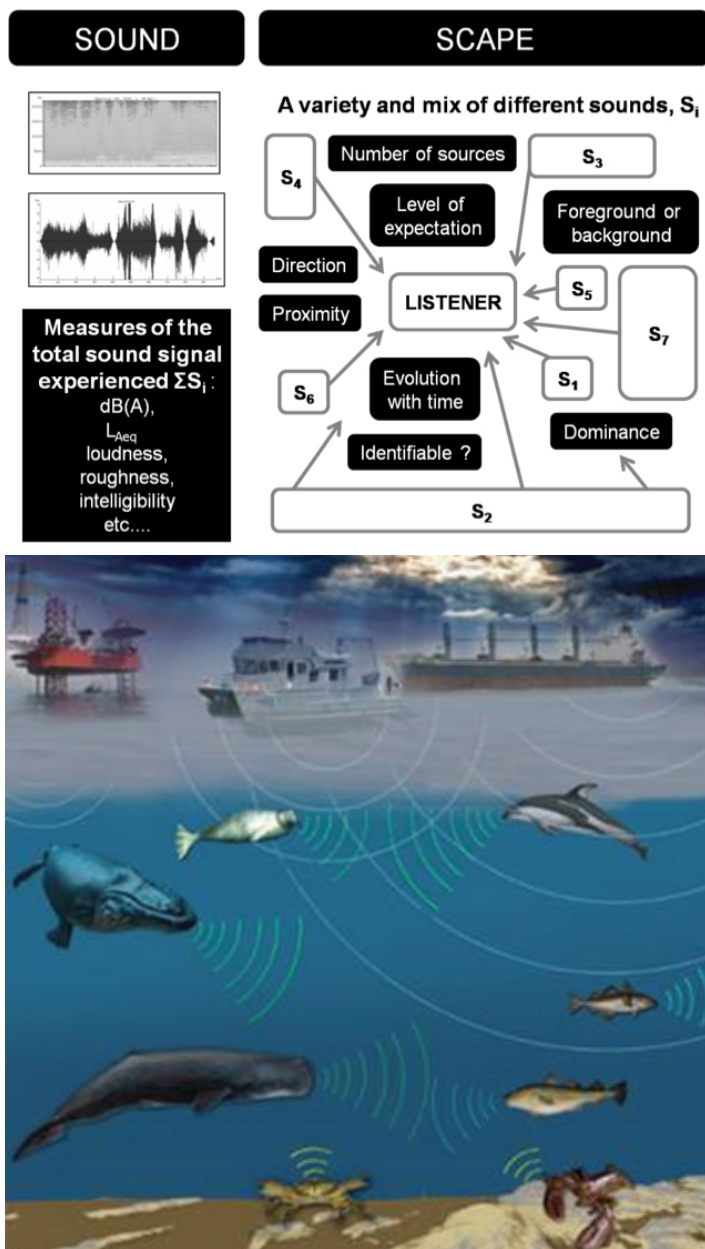 SOUND
SCAPE
Measures of the
total sound signal
experienced ΣSᵢ :
dB(A),
L_Aeq
loudness,
roughness,
intelligibility
etc....
A variety and mix of different sounds, Sᵢ
Number of sources
S₄
S₃
Level of
expectation
Foreground or
background
Direction
Proximity
LISTENER
S₅
S₇
S₆
Evolution
with time
S₁
Identifiable ?
Dominance
S₂